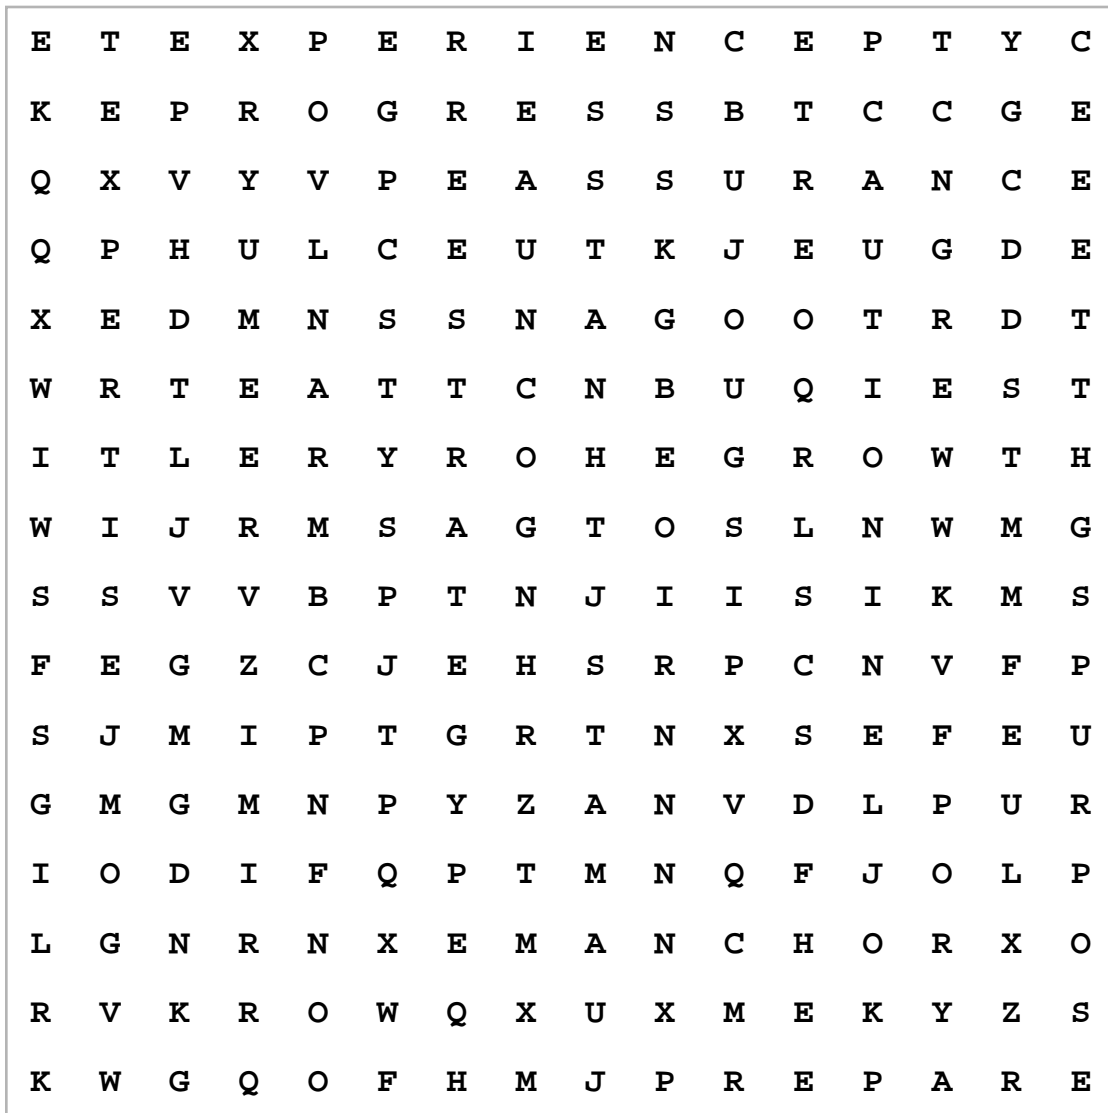 E T E X P E R I E N C E P T Y C
K E P R O G R E S S B T C C G E
Q X V Y V P E A S S U R A N C E
Q P H U L C E U T K J E U G D E
X E D M N S S N A G O O T R D T
W R T E A T T C N B U Q I E S T
I T L E R Y R O H E G R O W T H
W I J R M S A G T O S L N W M G
S S V V B P T N J I I S I K M S
F E G Z C J E H S R P C N V F P
S J M I P T G R T N X S E F E U
G M G M N P Y Z A N V D L P U R
I O D I F Q P T M N Q F J O L P
L G N R N X E M A N C H O R X O
R V K R O W Q X U X M E K Y Z S
K W G Q O F H M J P R E P A R E